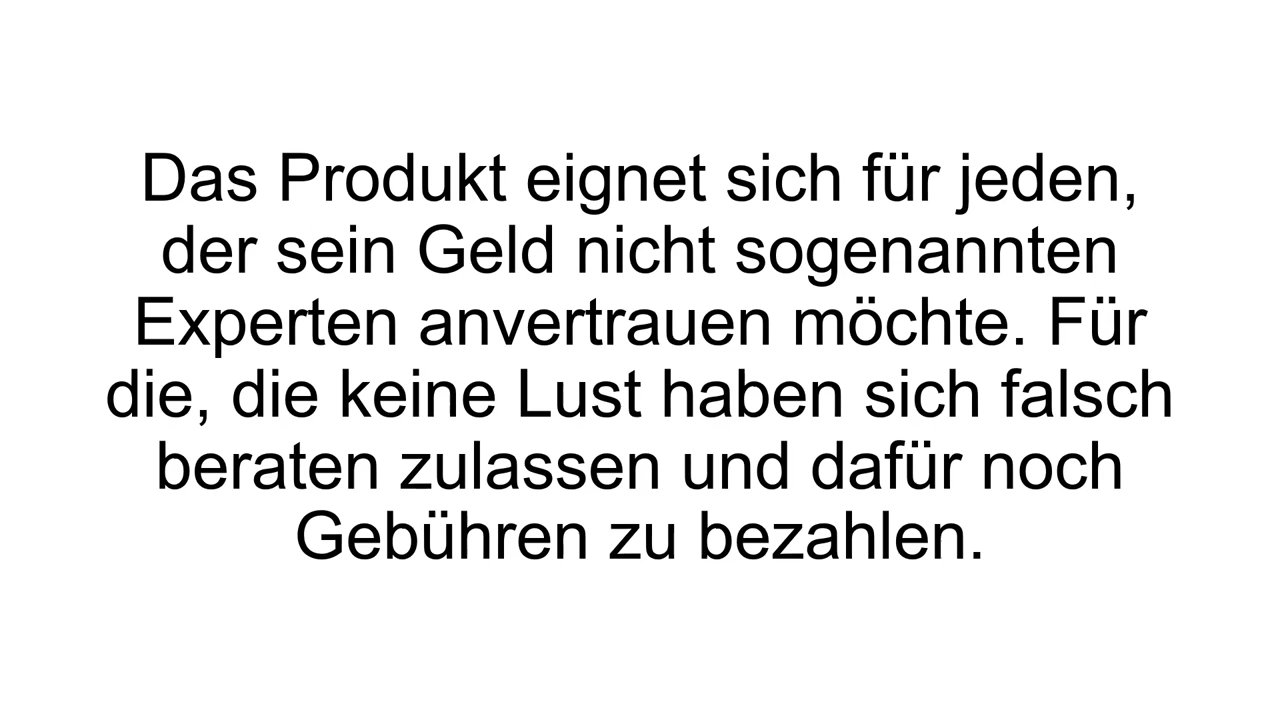 Das Produkt eignet sich für jeden,
der sein Geld nicht sogenannten
Experten anvertrauen möchte. Für
die, die keine Lust haben sich falsch
beraten zulassen und dafür noch
Gebühren zu bezahlen.